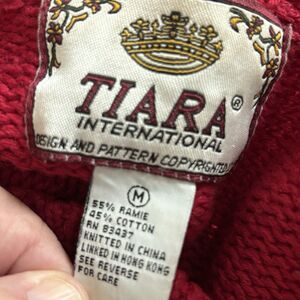 TIARA®
INTERNATIONAL
DESIGN AND PATTERN COPYRIGHTED
M
55% RAMIE
45% COTTON
RN 83437
KNITTED IN CHINA
LINKED IN HONG KONG
SEE REVERSE
FOR CARE